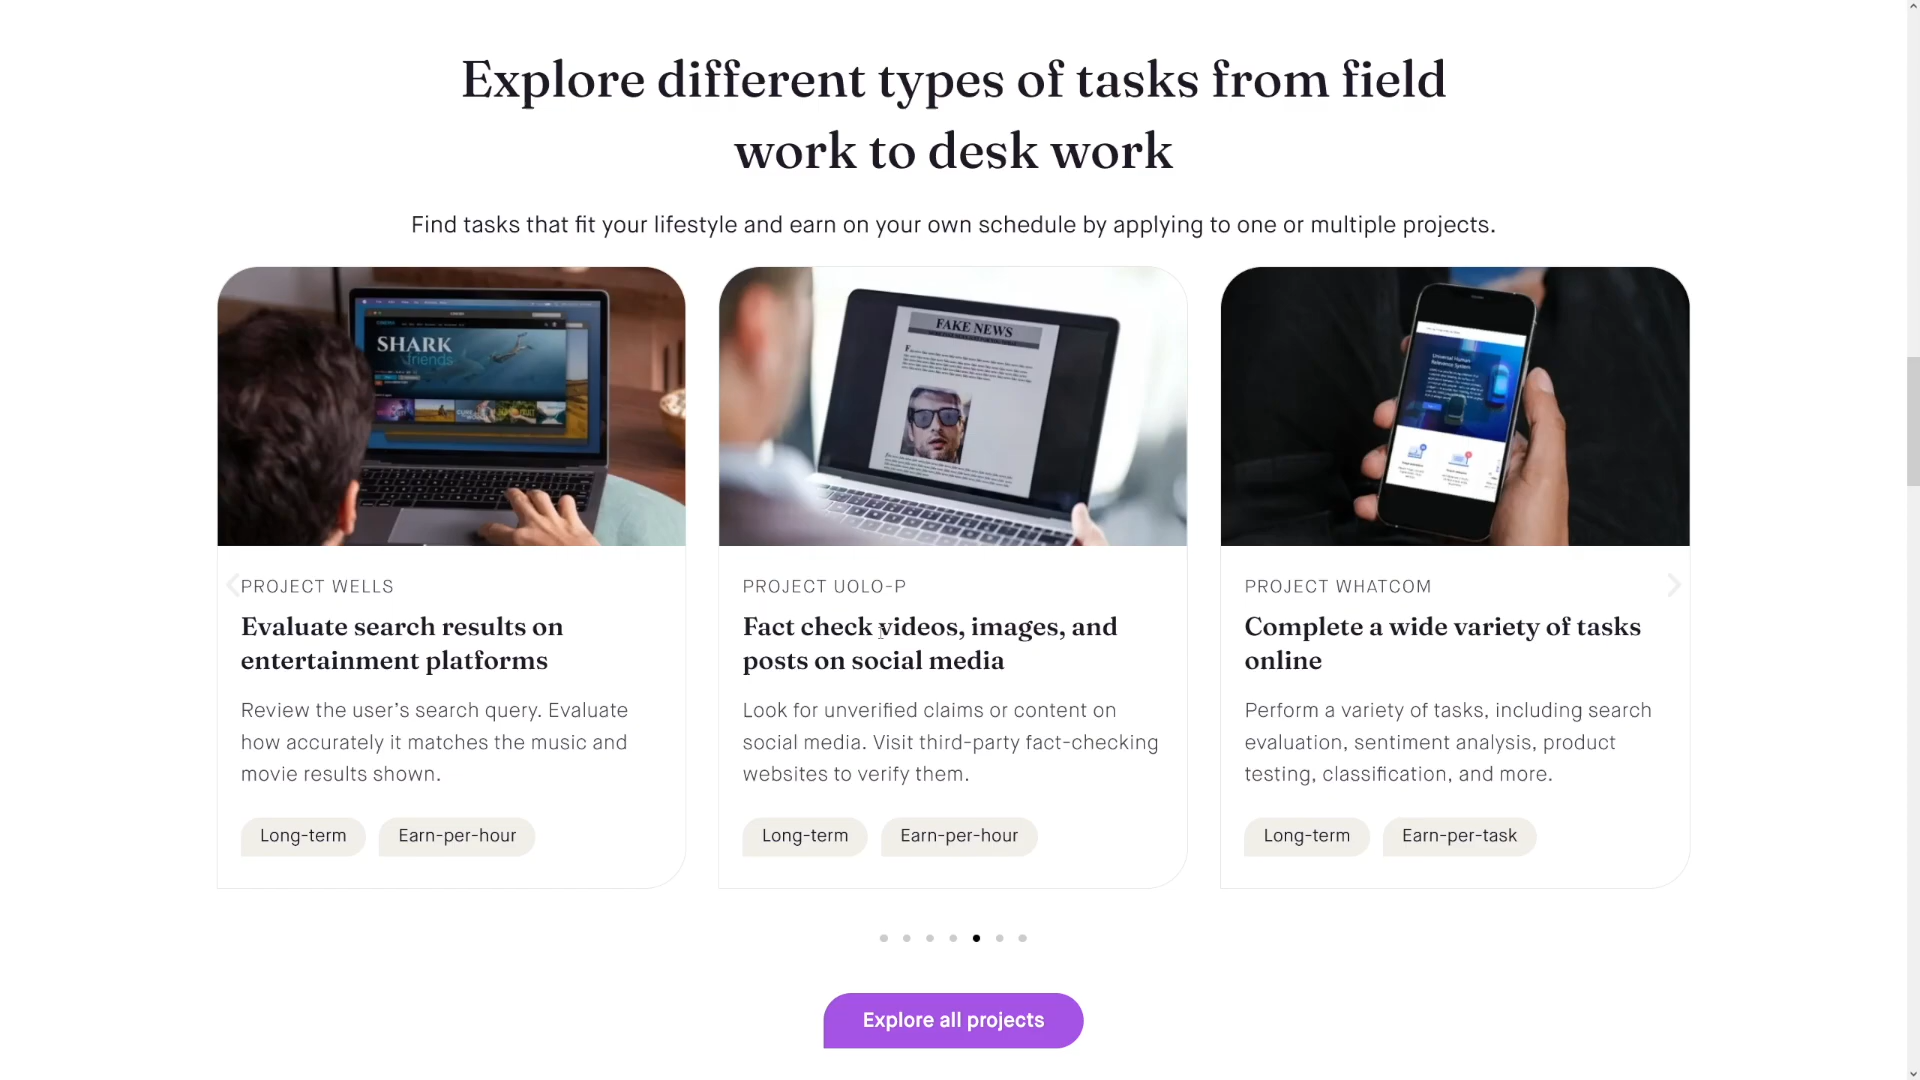 Explore different types of tasks from field
work to desk work
Find tasks that fit your lifestyle and earn on your own schedule by applying to one or multiple projects.
SHARK
friends
FAKE NEWS
Universal Human
Relevance System
PROJECT WELLS
Evaluate search results on
entertainment platforms
Review the user’s search query. Evaluate
how accurately it matches the music and
movie results shown.
Long-term
Earn-per-hour
PROJECT UOLO-P
Fact check videos, images, and
posts on social media
Look for unverified claims or content on
social media. Visit third-party fact-checking
websites to verify them.
Long-term
Earn-per-hour
PROJECT WHATCOM
Complete a wide variety of tasks
online
Perform a variety of tasks, including search
evaluation, sentiment analysis, product
testing, classification, and more.
Long-term
Earn-per-task
Explore all projects